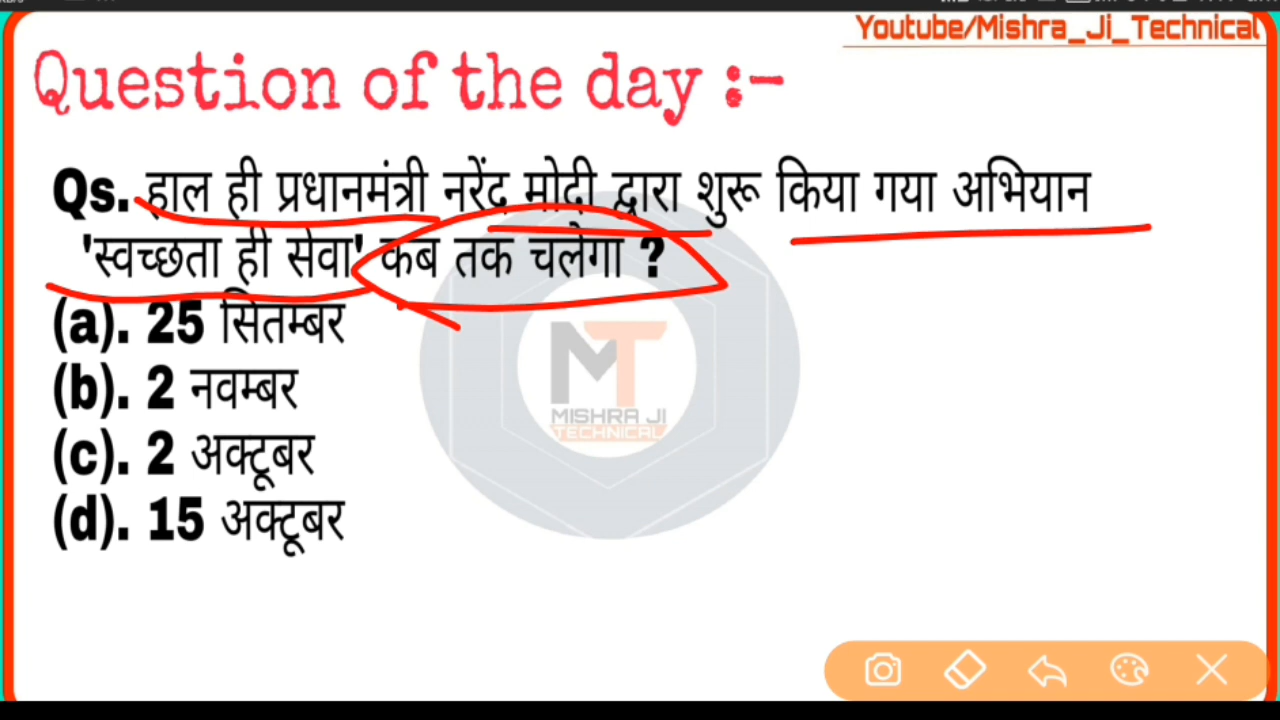 Youtube/Mishra_Ji_Technical
Question of the day :-
Qs. हाल ही प्रधानमंत्री नरेंद मोदी द्वारा शुरू किया गया अभियान
'स्वच्छता ही सेवा' कब तक चलेगा ?
(a). 25 सितम्बर
(b). 2 नवम्बर
(c). 2 अक्टूबर
(d). 15 अक्टूबर
MT
MISHRA JI
TECHNICAL